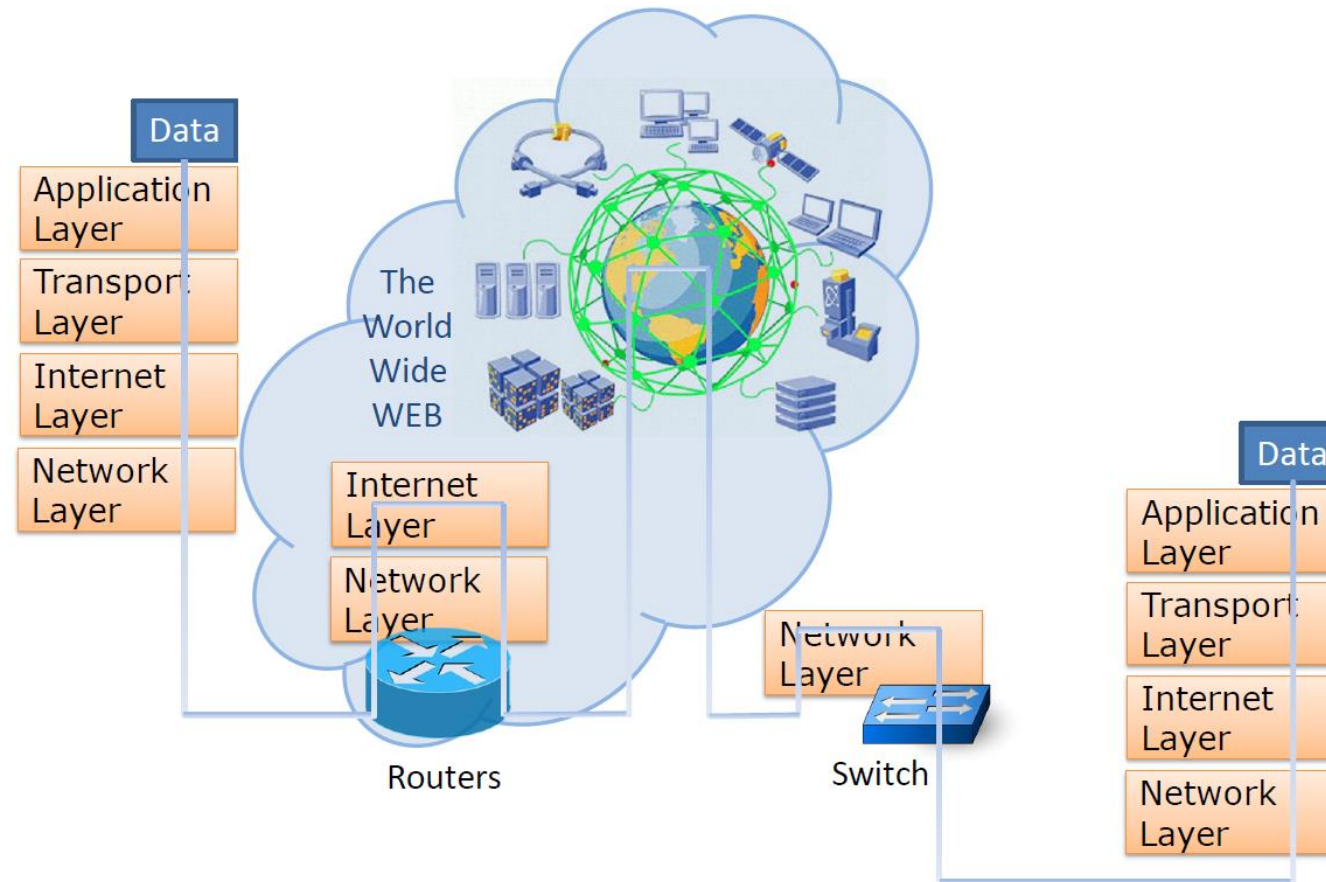 Data
Application
Layer
Transport
Layer
Internet
Layer
Network
Layer
The
World
Wide
WEB
Internet
Layer
Network
Layer
Routers
Network
Layer
Switch
Data
Application
Layer
Transport
Layer
Internet
Layer
Network
Layer